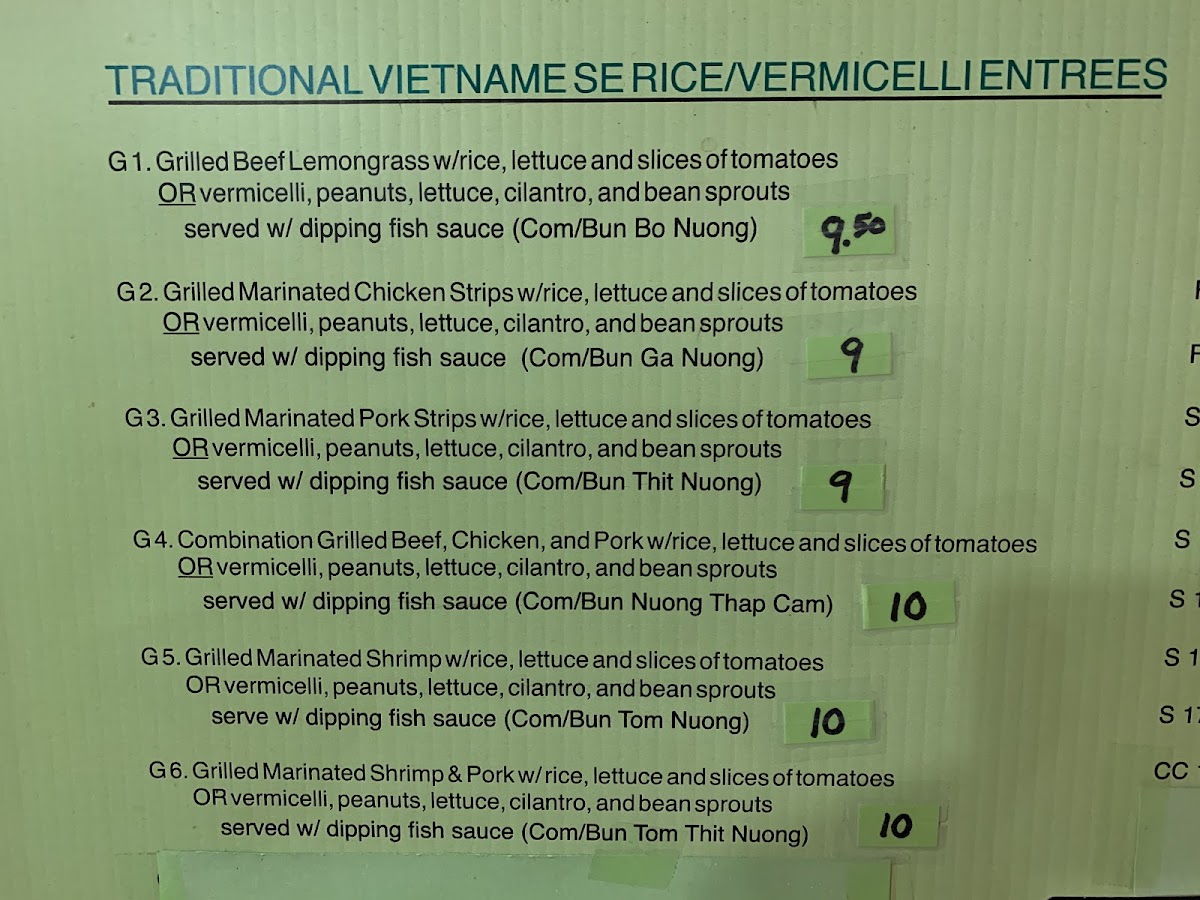 TRADITIONAL VIETNAMESE RICE/VERMICELLI ENTREES
G1. Grilled Beef Lemongrass w/rice, lettuce and slices of tomatoes
OR vermicelli, peanuts, lettuce, cilantro, and bean sprouts
served w/ dipping fish sauce (Com/Bun Bo Nuong) 9.50
G2. Grilled Marinated Chicken Strips w/rice, lettuce and slices of tomatoes
OR vermicelli, peanuts, lettuce, cilantro, and bean sprouts
served w/ dipping fish sauce (Com/Bun Ga Nuong) 9
G3. Grilled Marinated Pork Strips w/rice, lettuce and slices of tomatoes
OR vermicelli, peanuts, lettuce, cilantro, and bean sprouts
served w/ dipping fish sauce (Com/Bun Thit Nuong) 9
G4. Combination Grilled Beef, Chicken, and Pork w/rice, lettuce and slices of tomatoes
OR vermicelli, peanuts, lettuce, cilantro, and bean sprouts
served w/ dipping fish sauce (Com/Bun Nuong Thap Cam) 10
G5. Grilled Marinated Shrimp w/rice, lettuce and slices of tomatoes
OR vermicelli, peanuts, lettuce, cilantro, and bean sprouts
serve w/ dipping fish sauce (Com/Bun Tom Nuong) 10
G6. Grilled Marinated Shrimp & Pork w/ rice, lettuce and slices of tomatoes
OR vermicelli, peanuts, lettuce, cilantro, and bean sprouts
served w/ dipping fish sauce (Com/Bun Tom Thit Nuong) 10
S
S
S
S 1
S 1
S 17
CC